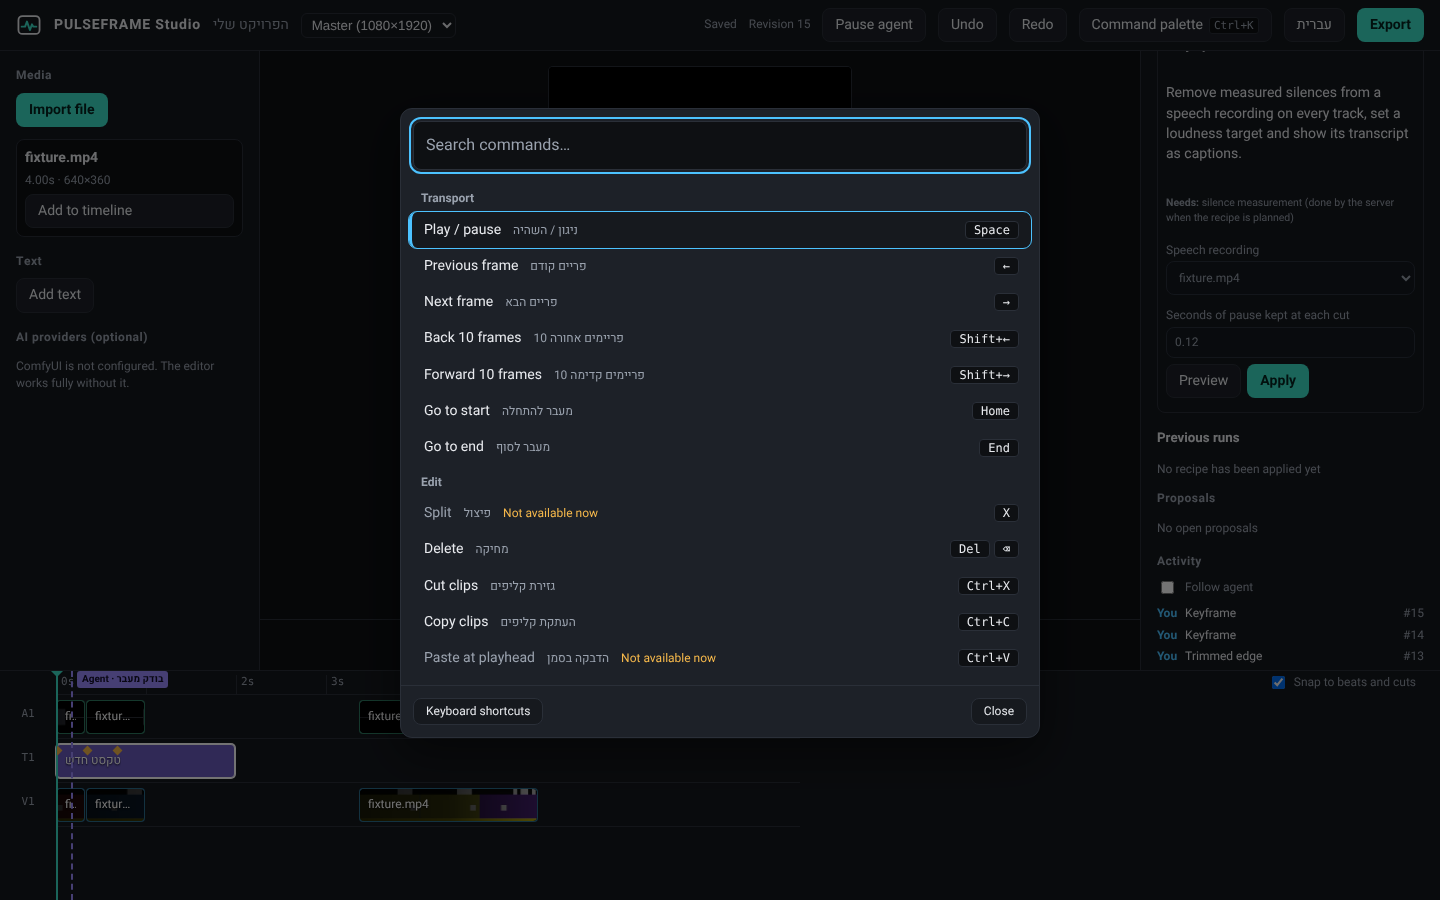 PULSEFRAME Studio הפרויקט שלי Master (1080×1920) Saved Revision 15 Pause agent Undo Redo Command palette Ctrl+K עברית Export
Media
Import file
fixture.mp4
4.00s · 640×360
Add to timeline
Text
Add text
AI providers (optional)
ComfyUI is not configured. The editor
works fully without it.
Search commands…
Transport
Play / pause ניגון / השהיה Space
Previous frame פריים קודם ←
Next frame פריים הבא →
Back 10 frames 10 פריימים אחורה Shift+←
Forward 10 frames 10 פריימים קדימה Shift+→
Go to start מעבר להתחלה Home
Go to end מעבר לסוף End
Edit
Split פיצול Not available now X
Delete מחיקה Del ⌫
Cut clips גזירת קליפים Ctrl+X
Copy clips העתקת קליפים Ctrl+C
Paste at playhead הדבקה בסמן Not available now Ctrl+V
Keyboard shortcuts Close
Remove measured silences from a
speech recording on every track, set a
loudness target and show its transcript
as captions.
Needs: silence measurement (done by the server
when the recipe is planned)
Speech recording
fixture.mp4
Seconds of pause kept at each cut
0.12
Preview Apply
Previous runs
No recipe has been applied yet
Proposals
No open proposals
Activity
Follow agent
You Keyframe #15
You Keyframe #14
You Trimmed edge #13
0s Agent · בודק מעבר 2s 3s Snap to beats and cuts
A1 fi… fixtur… fixture
T1 טקסט חדש
V1 fi… fixtur… fixture.mp4